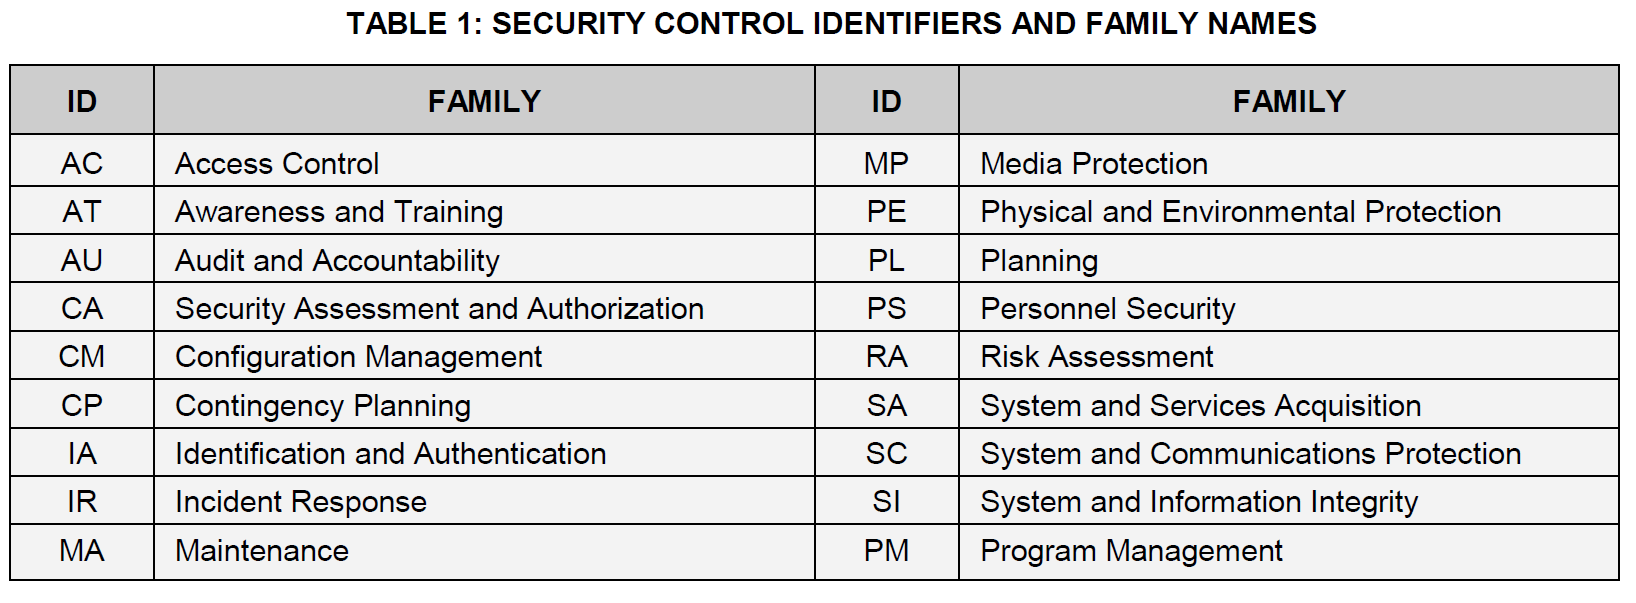 TABLE 1: SECURITY CONTROL IDENTIFIERS AND FAMILY NAMES
ID FAMILY ID FAMILY
AC Access Control MP Media Protection
AT Awareness and Training PE Physical and Environmental Protection
AU Audit and Accountability PL Planning
CA Security Assessment and Authorization PS Personnel Security
CM Configuration Management RA Risk Assessment
CP Contingency Planning SA System and Services Acquisition
IA Identification and Authentication SC System and Communications Protection
IR Incident Response SI System and Information Integrity
MA Maintenance PM Program Management